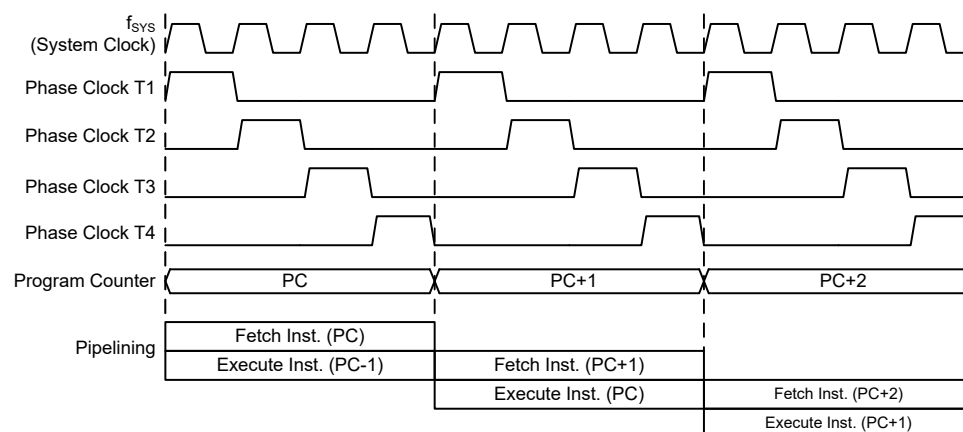 fSYS
(System Clock)
Phase Clock T1
Phase Clock T2
Phase Clock T3
Phase Clock T4
Program Counter PC PC+1 PC+2
Pipelining
Fetch Inst. (PC)
Execute Inst. (PC-1) Fetch Inst. (PC+1)
Execute Inst. (PC) Fetch Inst. (PC+2)
Execute Inst. (PC+1)